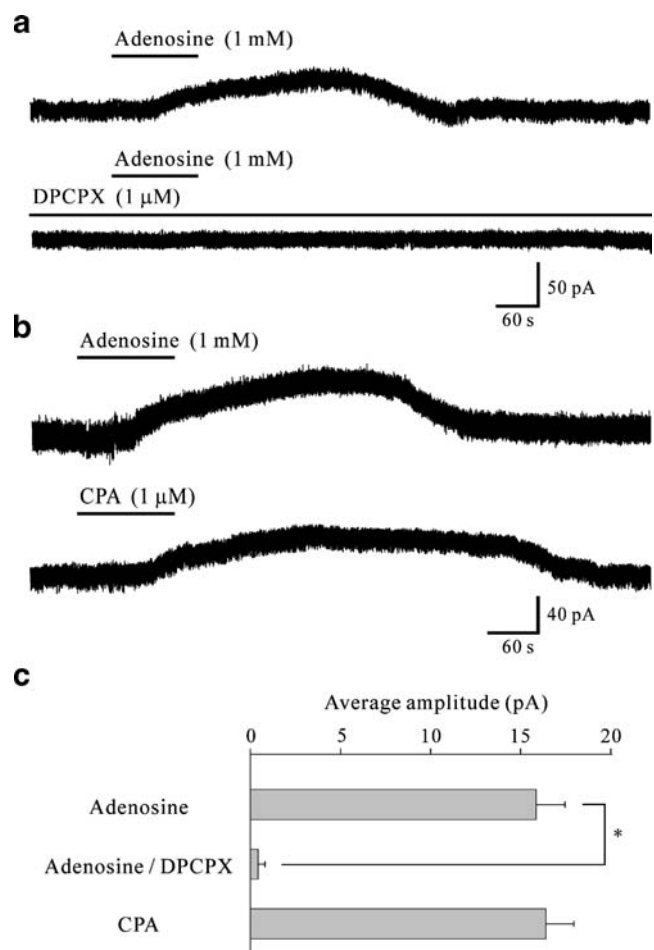 a
Adenosine (1 mM)
Adenosine (1 mM)
DPCPX (1 μM)
50 pA
60 s
b
Adenosine (1 mM)
CPA (1 μM)
40 pA
60 s
c
Average amplitude (pA)
0 5 10 15 20
Adenosine
*
Adenosine / DPCPX
CPA